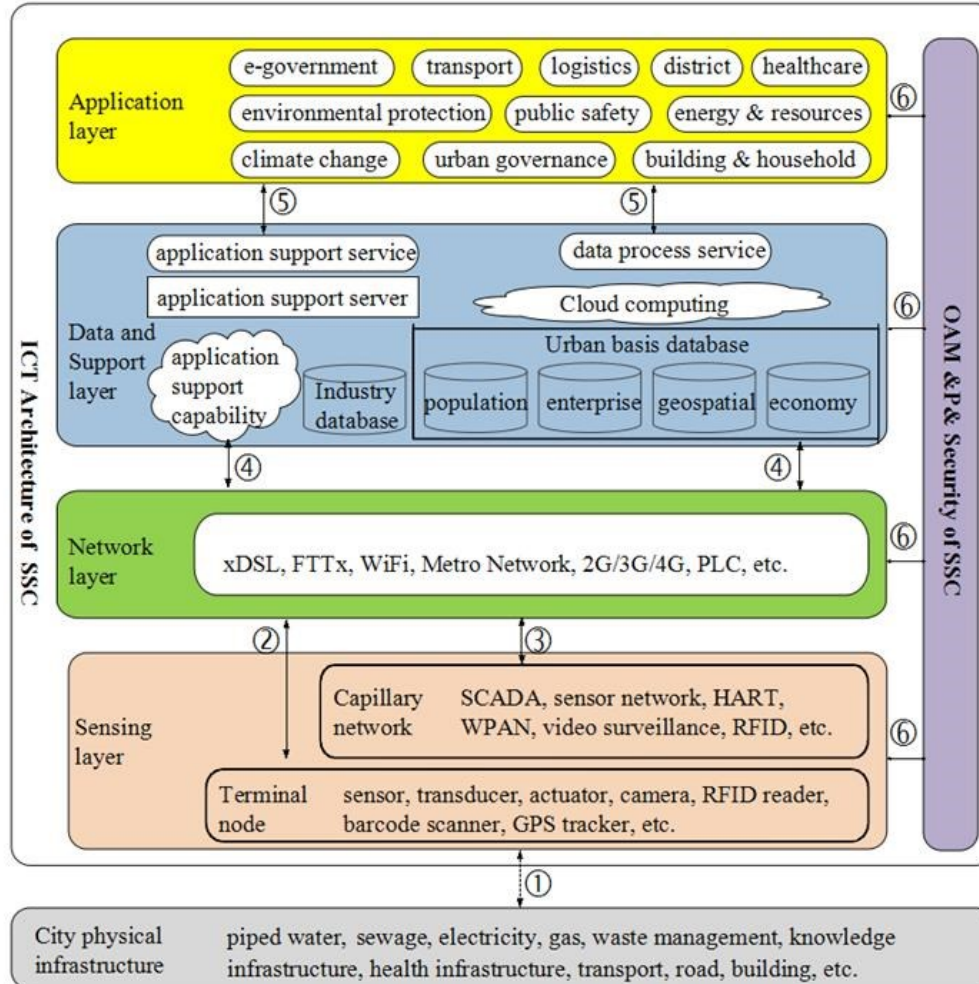 e-government
transport
logistics
district
healthcare
Application
layer
environmental protection
public safety
energy & resources
climate change
urban governance
building & household
⑥
⑤
⑤
application support service
data process service
application support server
Cloud computing
⑥
Data and
Support layer
application
support
capability
Industry
database
Urban basis database
population
enterprise
geospatial
economy
④
④
Network
layer
xDSL, FTTx, WiFi, Metro Network, 2G/3G/4G, PLC, etc.
⑥
②
③
Sensing
layer
Capillary
network
SCADA, sensor network, HART,
WPAN, video surveillance, RFID, etc.
⑥
Terminal
node
sensor, transducer, actuator, camera, RFID reader,
barcode scanner, GPS tracker, etc.
①
ICT Architecture of SSC
OAM &P& Security of SSC
City physical
infrastructure
piped water, sewage, electricity, gas, waste management, knowledge
infrastructure, health infrastructure, transport, road, building, etc.